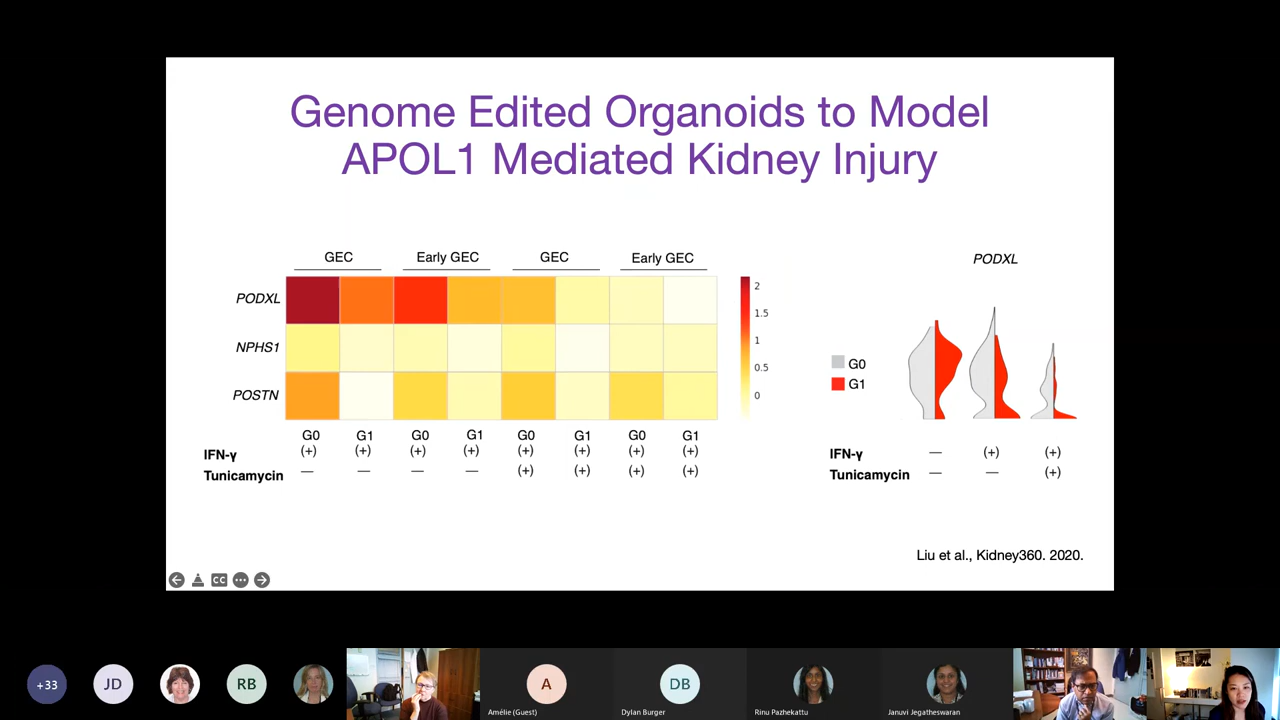 Genome Edited Organoids to Model
APOL1 Mediated Kidney Injury
GEC Early GEC GEC Early GEC
PODXL
NPHS1
POSTN
2
1.5
1
0.5
0
G0 G1 G0 G1 G0 G1 G0 G1
IFN-γ (+) (+) (+) (+) (+) (+) (+) (+)
Tunicamycin — — — — (+) (+) (+) (+)
PODXL
G0
G1
IFN-γ — (+) (+)
Tunicamycin — — (+)
Liu et al., Kidney360. 2020.
CC
+33 JD RB A DB
Amélie (Guest) Dylan Burger Rinu Pazhekattu Januvi Jegatheswaran